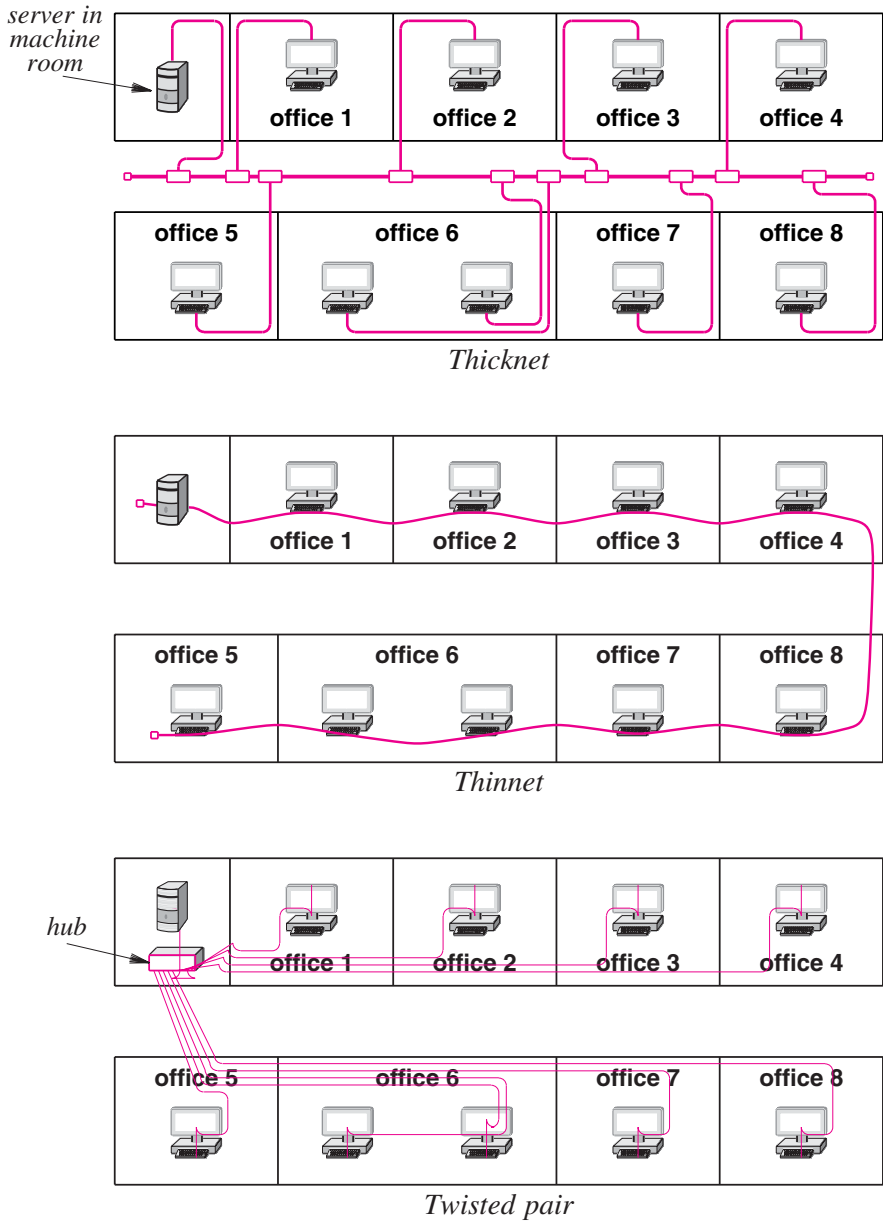 server in
machine
room
office 1
office 2
office 3
office 4
office 5
office 6
office 7
office 8
Thicknet
office 1
office 2
office 3
office 4
office 5
office 6
office 7
office 8
Thinnet
hub
office 1
office 2
office 3
office 4
office 5
office 6
office 7
office 8
Twisted pair